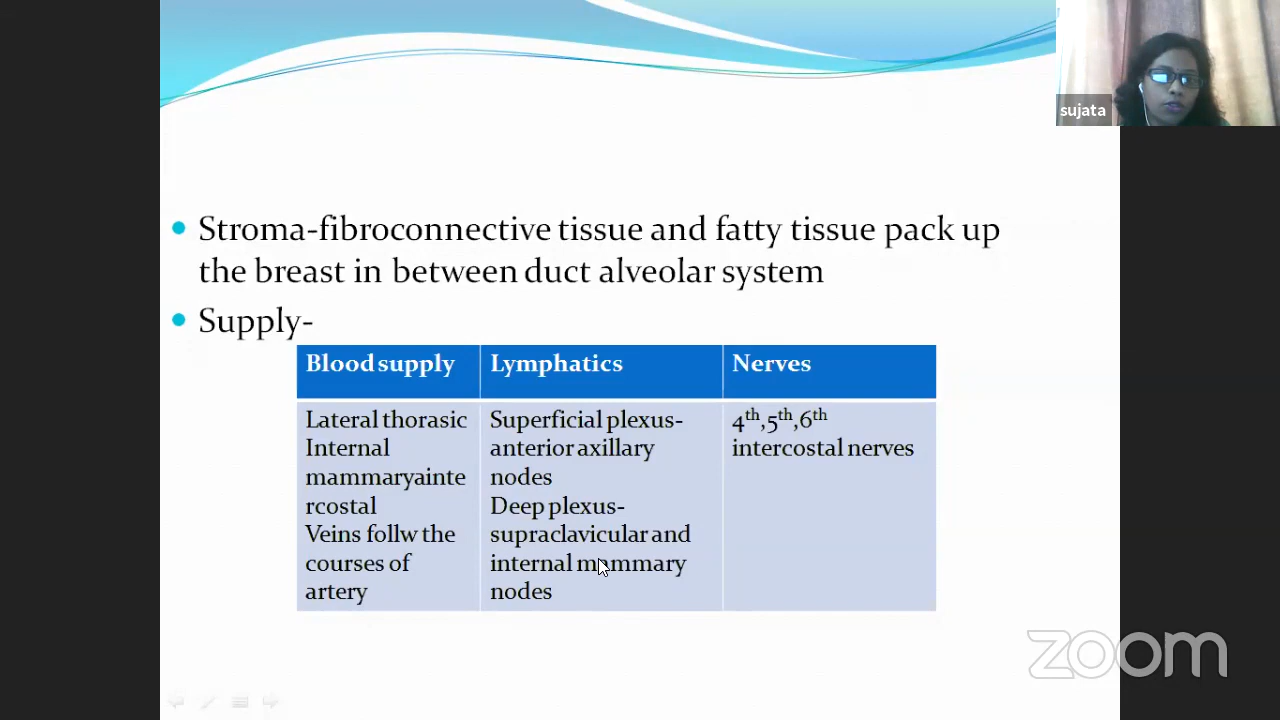 sujata
Stroma-fibroconnective tissue and fatty tissue pack up
the breast in between duct alveolar system
Supply-
Blood supply
Lymphatics
Nerves
Lateral thorasic
Internal
mammaryainte
rcostal
Veins follw the
courses of
artery
Superficial plexus-
anterior axillary
nodes
Deep plexus-
supraclavicular and
internal mammary
nodes
4th,5th,6th
intercostal nerves
zoom